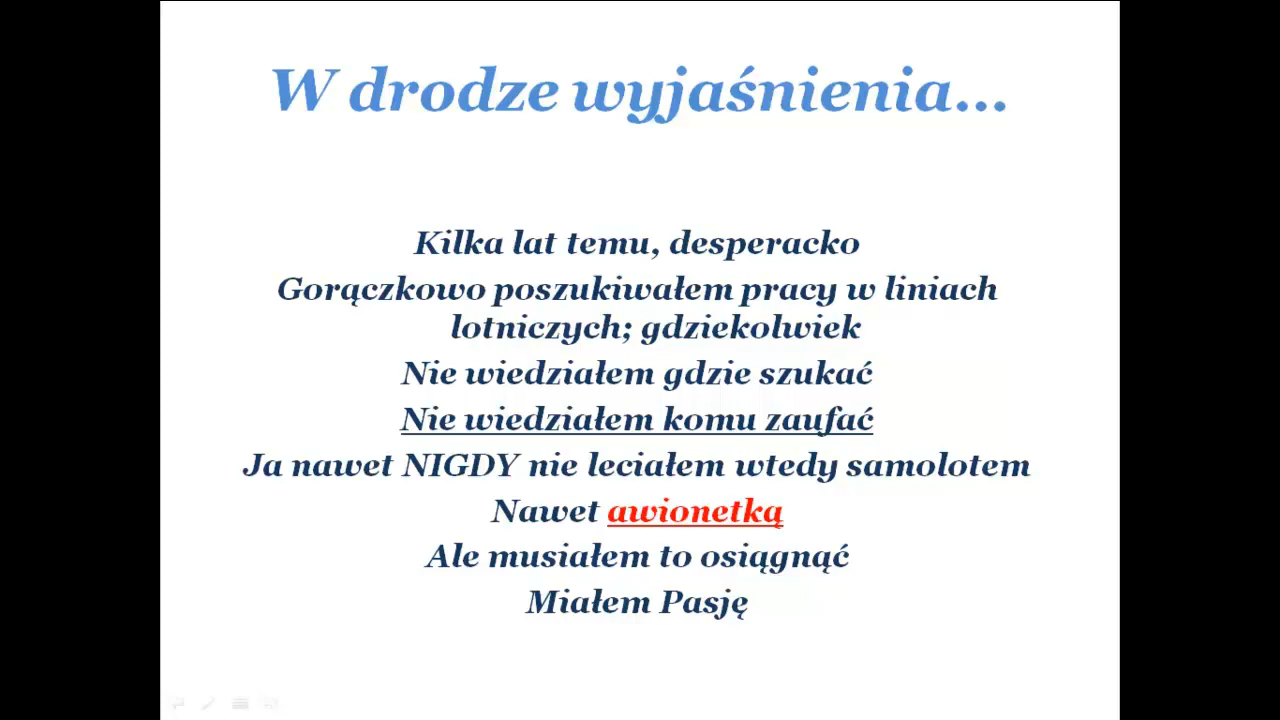 W drodze wyjaśnienia...
Kilka lat temu, desperacko
Gorączkowo poszukiwałem pracy w liniach
lotniczych; gdziekolwiek
Nie wiedziałem gdzie szukać
Nie wiedziałem komu zaufać
Ja nawet NIGDY nie leciałem wtedy samolotem
Nawet awionetką
Ale musiałem to osiągnąć
Miałem Pasję